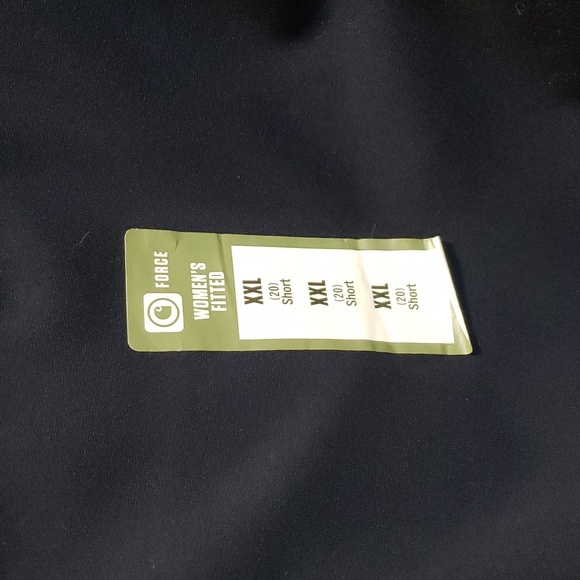 FORCE
WOMEN'S
FITTED
XXL
(20)
Short
XXL
(20)
Short
XXL
(20)
Short